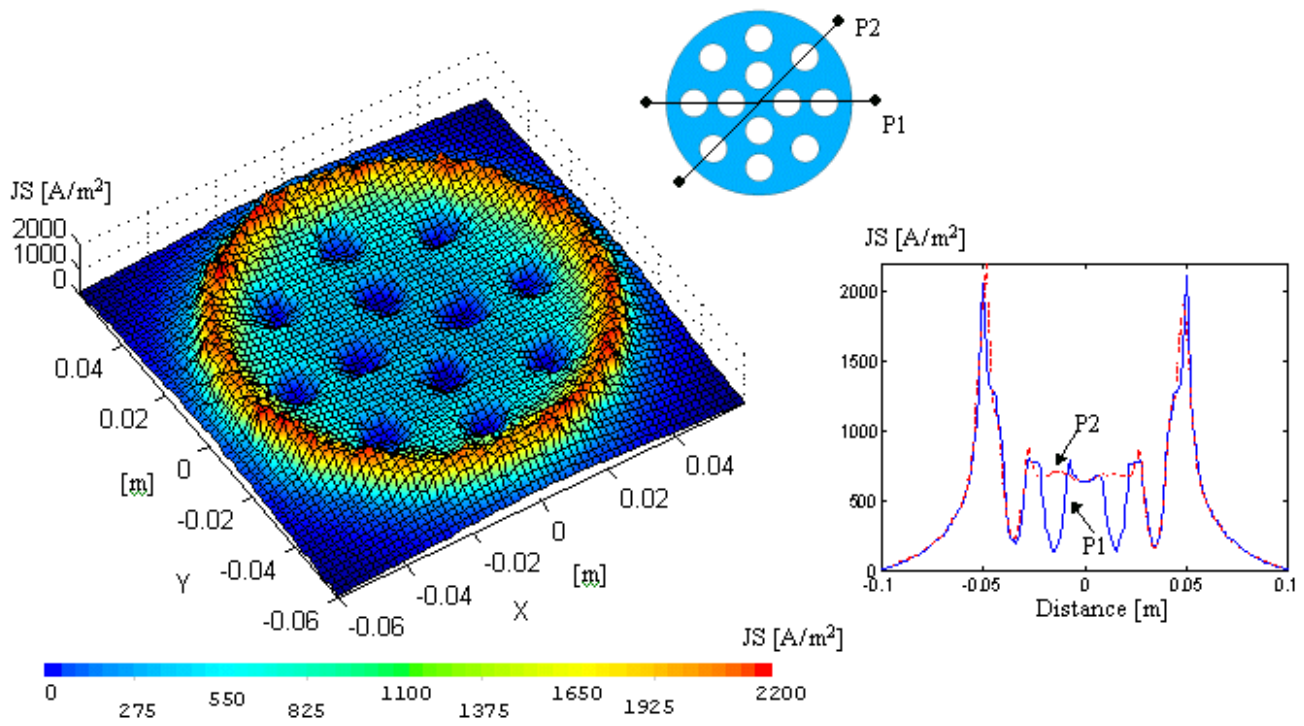 P2
P1
JS [A/m²]
2000
1000
0
0.04
0.02
0
[m]
-0.02
Y
-0.04
-0.06
-0.06
-0.04
X
-0.02
[m]
0
0.02
0.04
JS [A/m²]
2000
1500
1000
500
0
P2
P1
-0.1
-0.05
0
0.05
0.1
Distance [m]
JS [A/m²]
0
275
550
825
1100
1375
1650
1925
2200